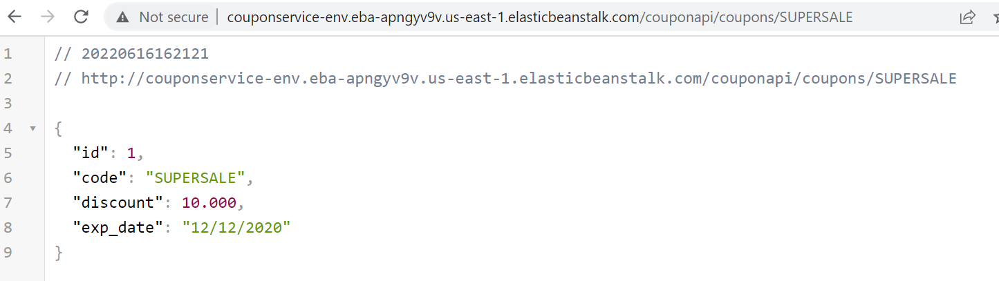 Not secure | couponservice-env.eba-apngyv9v.us-east-1.elasticbeanstalk.com/couponapi/coupons/SUPERSALE
1 // 20220616162121
2 // http://couponservice-env.eba-apngyv9v.us-east-1.elasticbeanstalk.com/couponapi/coupons/SUPERSALE
3
4 {
5 "id": 1,
6 "code": "SUPERSALE",
7 "discount": 10.000,
8 "exp_date": "12/12/2020"
9 }